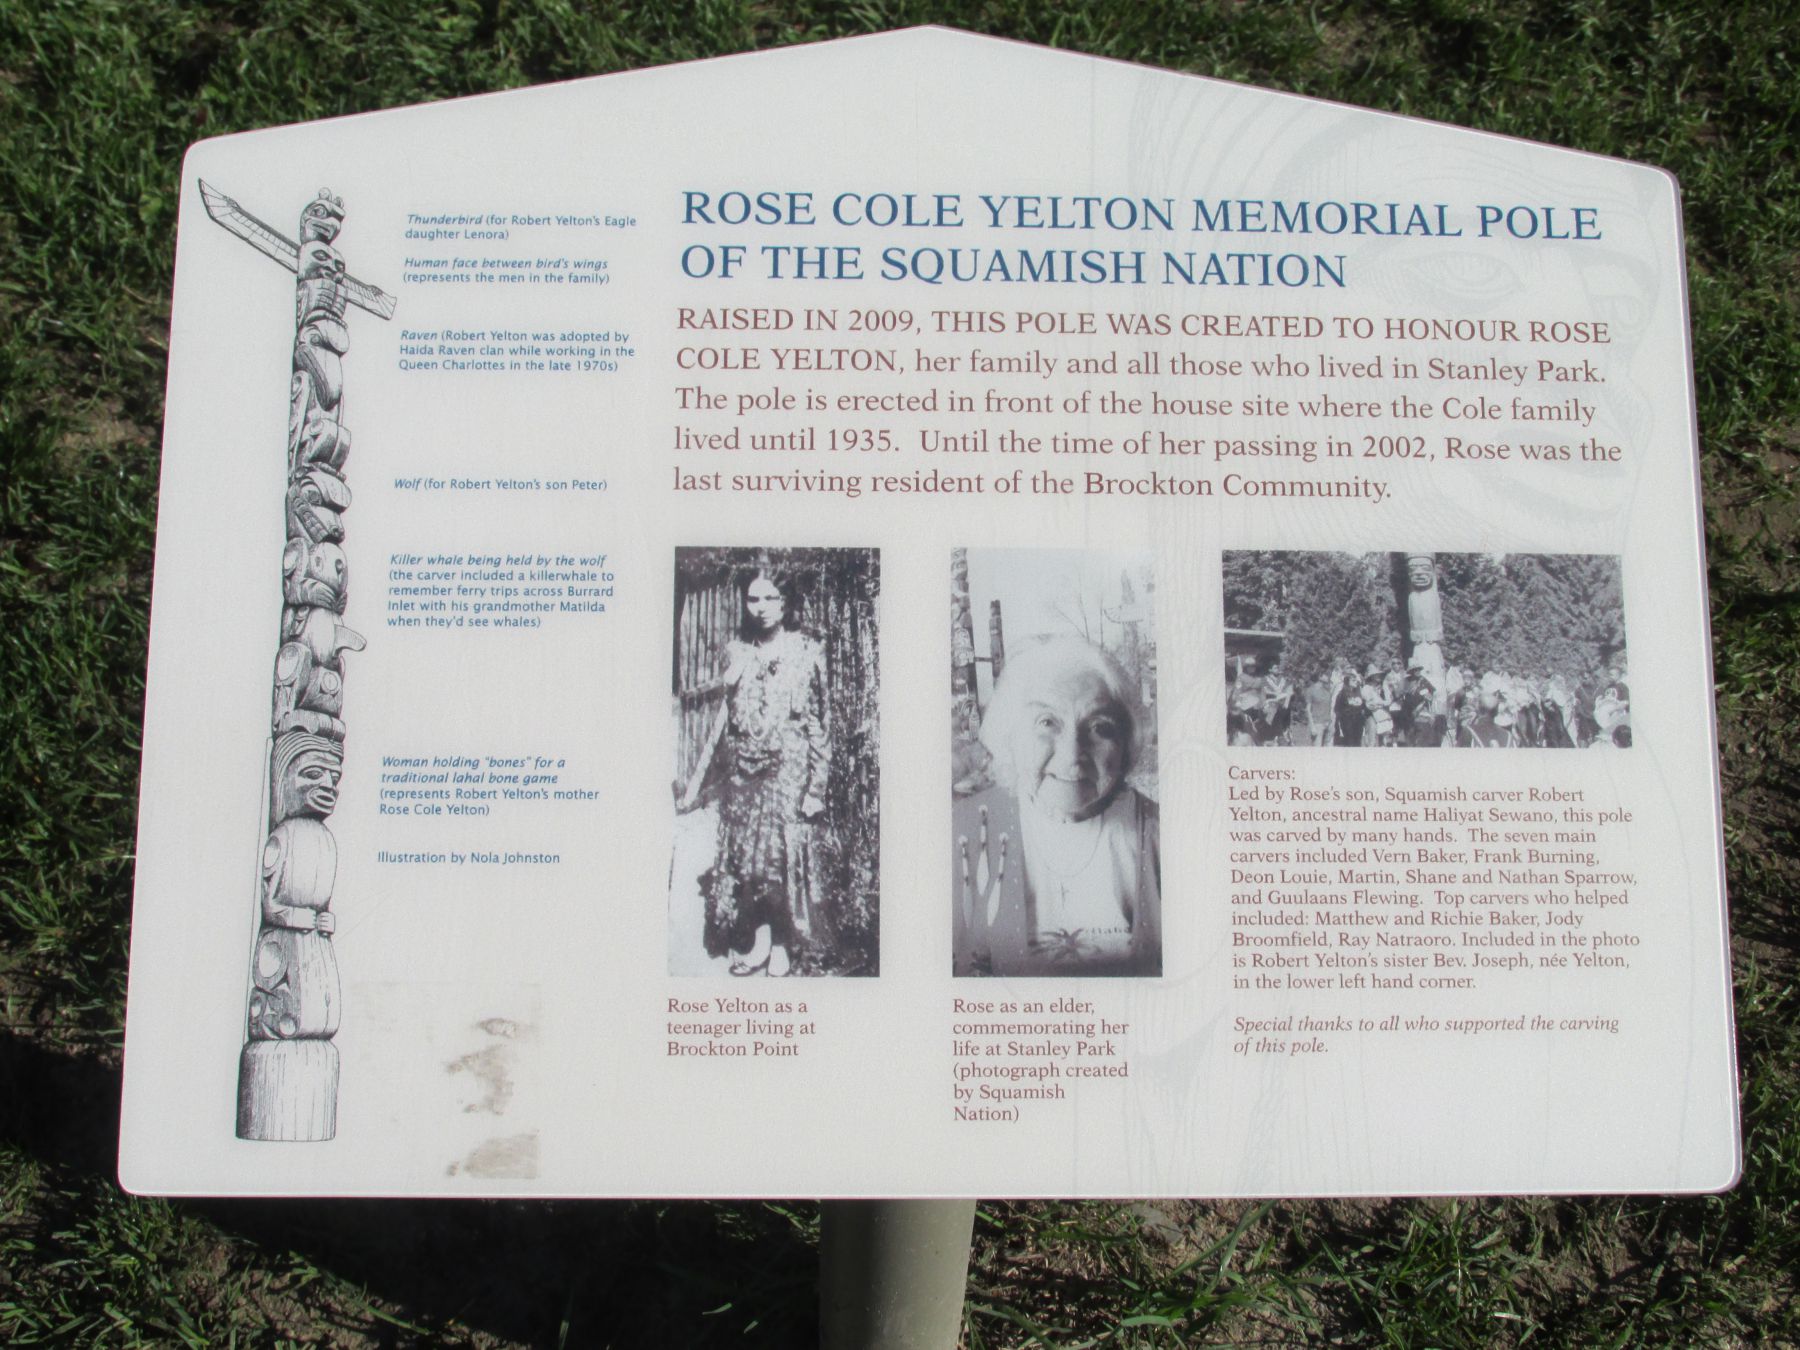 ROSE COLE YELTON MEMORIAL POLE
OF THE SQUAMISH NATION
RAISED IN 2009, THIS POLE WAS CREATED TO HONOUR ROSE
COLE YELTON, her family and all those who lived in Stanley Park.
The pole is erected in front of the house site where the Cole family
lived until 1935. Until the time of her passing in 2002, Rose was the
last surviving resident of the Brockton Community.
Thunderbird (for Robert Yelton's Eagle
daughter Lenora)
Human face between bird's wings
(represents the men in the family)
Raven (Robert Yelton was adopted by
Haida Raven clan while working in the
Queen Charlottes in the late 1970s)
Wolf (for Robert Yelton's son Peter)
Killer whale being held by the wolf
(the carver included a killerwhale to
remember ferry trips across Burrard
Inlet with his grandmother Matilda
when they'd see whales)
Woman holding "bones" for a
traditional lahal bone game
(represents Robert Yelton's mother
Rose Cole Yelton)
Illustration by Nola Johnston
Rose Yelton as a
teenager living at
Brockton Point
Rose as an elder,
commemorating her
life at Stanley Park
(photograph created
by Squamish
Nation)
Carvers:
Led by Rose's son, Squamish carver Robert
Yelton, ancestral name Haliyat Sewano, this pole
was carved by many hands. The seven main
carvers included Vern Baker, Frank Burning,
Deon Louie, Martin, Shane and Nathan Sparrow,
and Guulaans Flewing. Top carvers who helped
included: Matthew and Richie Baker, Jody
Broomfield, Ray Natraoro. Included in the photo
is Robert Yelton's sister Bev. Joseph, née Yelton,
in the lower left hand corner.
Special thanks to all who supported the carving
of this pole.